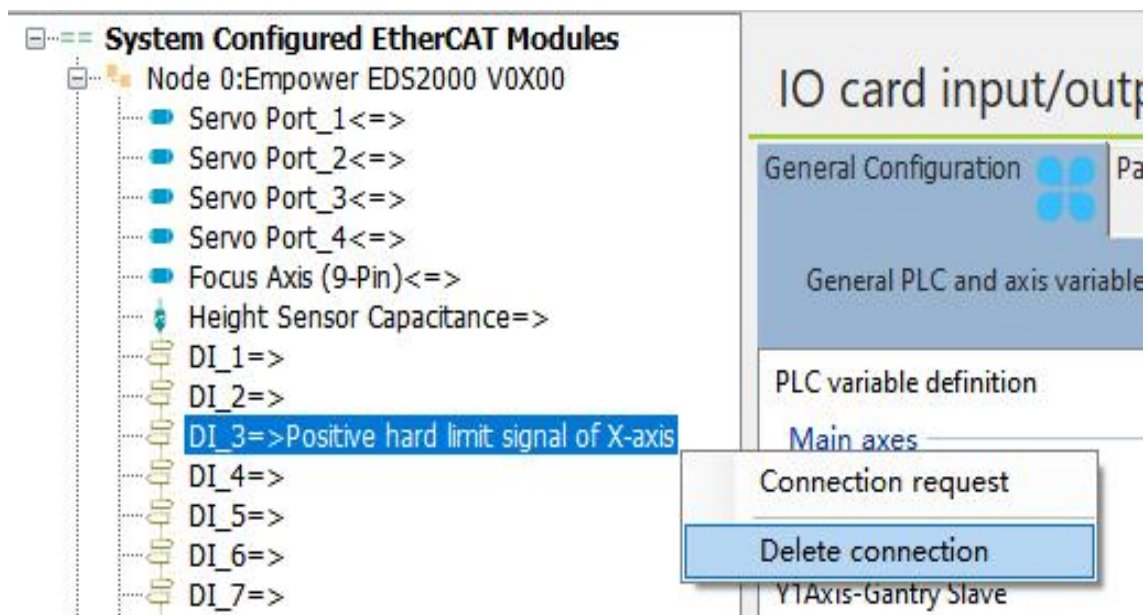 System Configured EtherCAT Modules
Node 0:Empower EDS2000 V0X00
Servo Port_1<=>
Servo Port_2<=>
Servo Port_3<=>
Servo Port_4<=>
Focus Axis (9-Pin)<=>
Height Sensor Capacitance=>
DI_1=>
DI_2=>
DI_3=>Positive hard limit signal of X-axis
DI_4=>
DI_5=>
DI_6=>
DI_7=>
IO card input/outp
General Configuration
Pa
General PLC and axis variable
PLC variable definition
Main axes
Connection request
Delete connection
Y1Axis-Gantry Slave